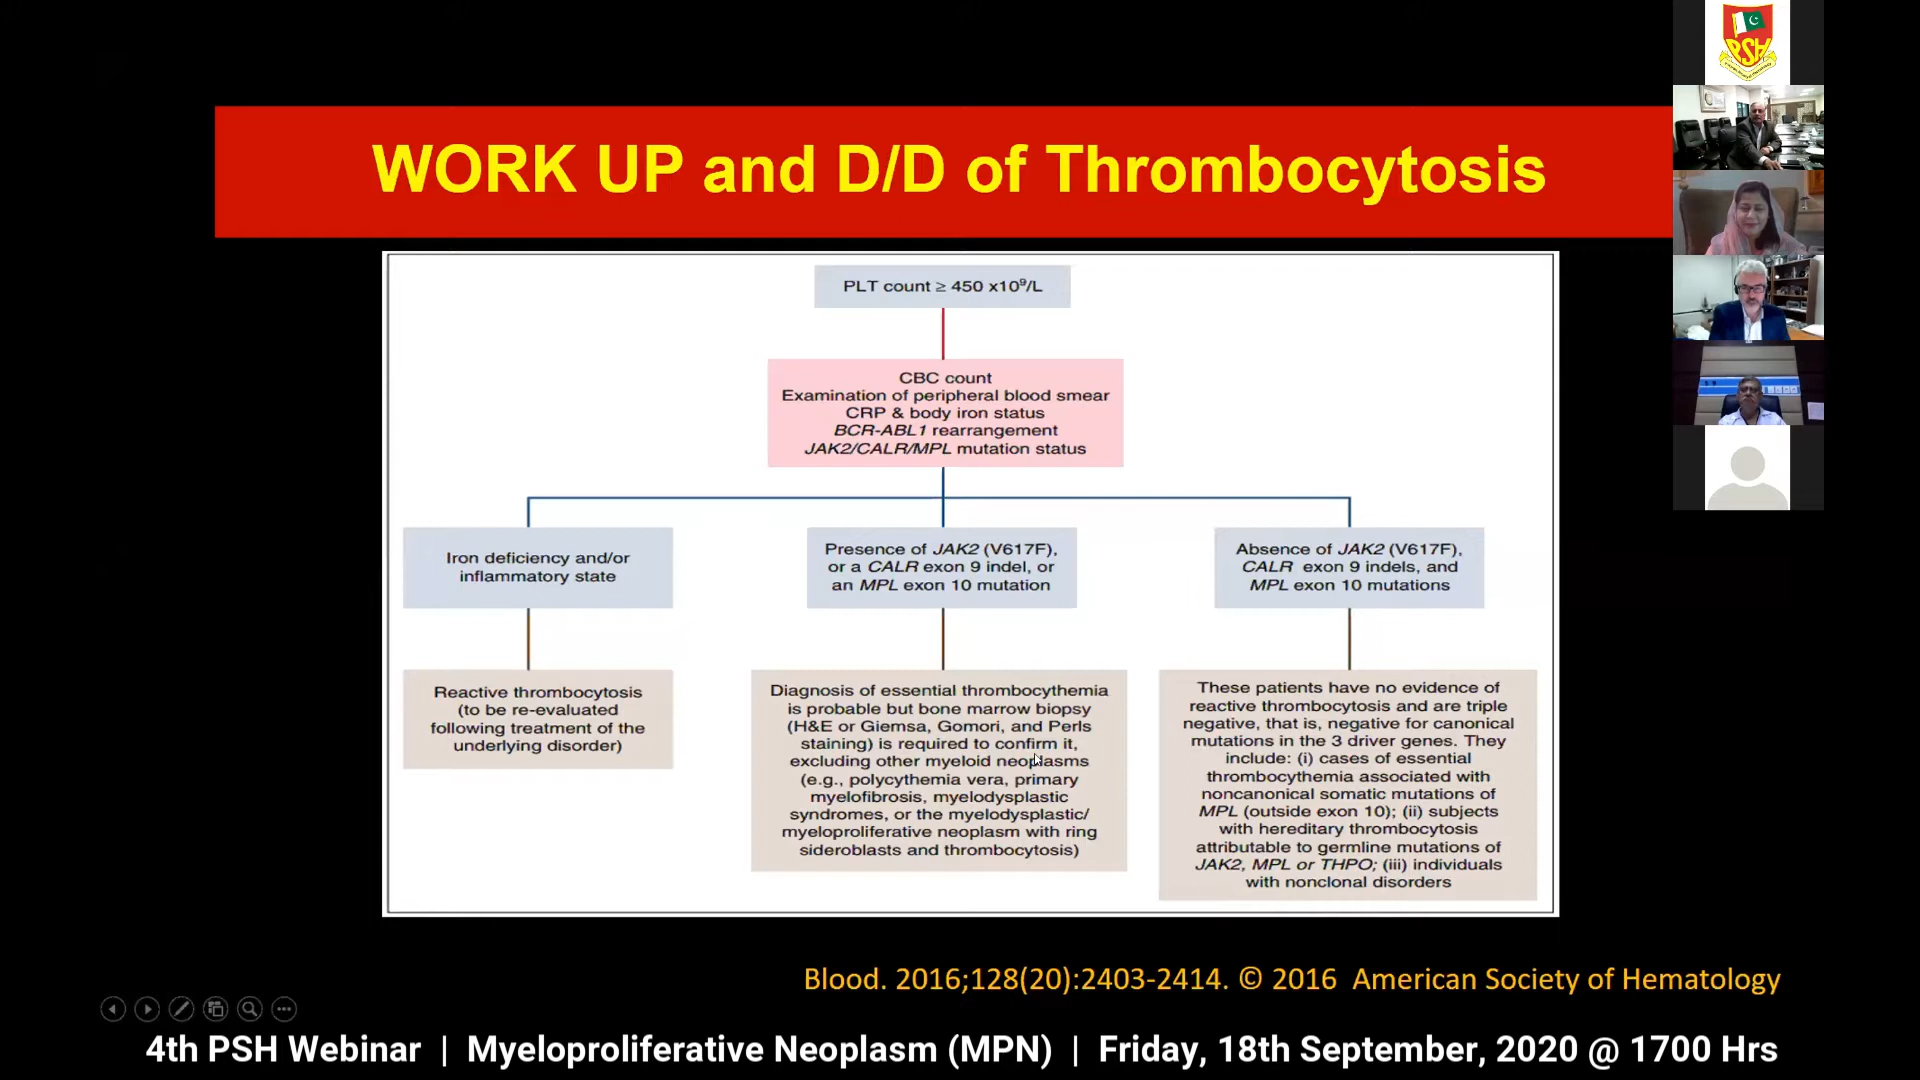 PSH
WORK UP and D/D of Thrombocytosis
PLT count ≥ 450 x10⁹/L
CBC count
Examination of peripheral blood smear
CRP & body iron status
BCR-ABL1 rearrangement
JAK2/CALR/MPL mutation status
Iron deficiency and/or
inflammatory state
Presence of JAK2 (V617F),
or a CALR exon 9 indel, or
an MPL exon 10 mutation
Absence of JAK2 (V617F),
CALR exon 9 indels, and
MPL exon 10 mutations
Reactive thrombocytosis
(to be re-evaluated
following treatment of the
underlying disorder)
Diagnosis of essential thrombocythemia
is probable but bone marrow biopsy
(H&E or Giemsa, Gomori, and Perls
staining) is required to confirm it,
excluding other myeloid neoplasms
(e.g., polycythemia vera, primary
myelofibrosis, myelodysplastic
syndromes, or the myelodysplastic/
myeloproliferative neoplasm with ring
sideroblasts and thrombocytosis)
These patients have no evidence of
reactive thrombocytosis and are triple
negative, that is, negative for canonical
mutations in the 3 driver genes. They
include: (i) cases of essential
thrombocythemia associated with
noncanonical somatic mutations of
MPL (outside exon 10); (ii) subjects
with hereditary thrombocytosis
attributable to germline mutations of
JAK2, MPL or THPO; (iii) individuals
with nonclonal disorders
Blood. 2016;128(20):2403-2414. © 2016 American Society of Hematology
4th PSH Webinar | Myeloproliferative Neoplasm (MPN) | Friday, 18th September, 2020 @ 1700 Hrs